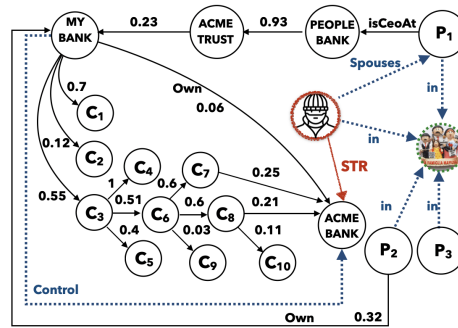 MY
BANK
0.23
ACME
TRUST
0.93
PEOPLE
BANK
isCeoAt
P1
Spouses
Own
0.06
in
in
0.7
C1
0.12
C2
C4
C7
0.25
STR
0.55
1
0.6
C3
0.51
C6
0.6
C8
0.21
ACME
BANK
in
in
0.4
0.03
0.11
C5
C9
C10
P2
P3
Control
Own
0.32